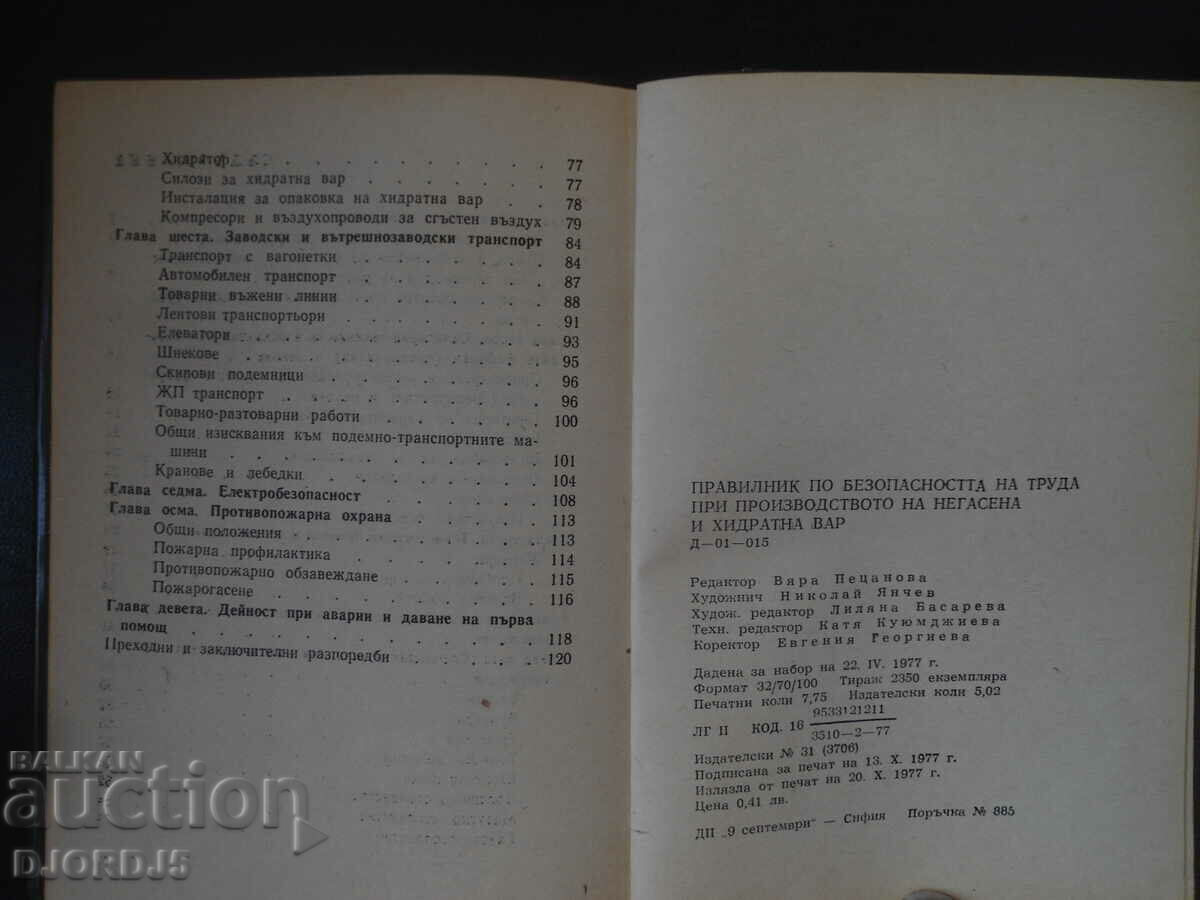 Хидратор . . . . . . . . . . 77
Силози за хидратна вар . . . . . . 77
Инсталация за опаковка на хидратна вар . . 78
Компресори и въздухопроводи за сгъстен въздух 79
Глава шеста. Заводски и вътрешнозаводски транспорт 84
Транспорт с вагонетки . . . . . . . 84
Автомобилен транспорт . . . . . . . 87
Товарни въжени линии . . . . . . 88
Лентови транспортьори . . . . . . . 91
Елеватори . . . . . . . . . . 93
Шнекове . . . . . . . . . . 95
Скипови подемници . . . . . . . 96
ЖП транспорт . . . . . . . . . 96
Товарно-разтоварни работи . . . . . . 100
Общи изисквания към подемно-транспортните ма-
шини . . . . . . . . . . . 101
Кранове и лебедки . . . . . . . . 104
Глава седма. Електробезопасност . . . . . . 108
Глава осма. Противопожарна охрана . . . . . 113
Общи положения . . . . . . . . 113
Пожарна профилактика . . . . . . . 114
Противопожарно обзавеждане . . . . . 115
Пожарогасене . . . . . . . . . 116
Глава девета. Дейност при аварии и даване на първа
помощ . . . . . . . . . . . 118
Преходни и заключителни разпоредби . . . . . 120
ПРАВИЛНИК ПО БЕЗОПАСНОСТТА НА ТРУДА
ПРИ ПРОИЗВОДСТВОТО НА НЕГАСЕНА
И ХИДРАТНА ВАР
Д—01—015
Редактор Вяра Пецанова
Художнич Николай Янчев
Худож. редактор Лиляна Басарева
Техн. редактор Катя Куюмджиева
Коректор Евгения Георгиева
Дадена за набор на 22. IV. 1977 г.
Формат 32/70/100 Тираж 2350 екземпляра
Печатни коли 7,75 Издателски коли 5,02
9533121211
ЛГ II КОД. 16
3510—2—77
Издателски № 31 (3706)
Подписана за печат на 13. X. 1977 г.
Излязла от печат на 20. X. 1977 г.
Цена 0,41 лв.
ДП „9 септември" — София Поръчка № 885
BALKAN
auction
DJORDJ5